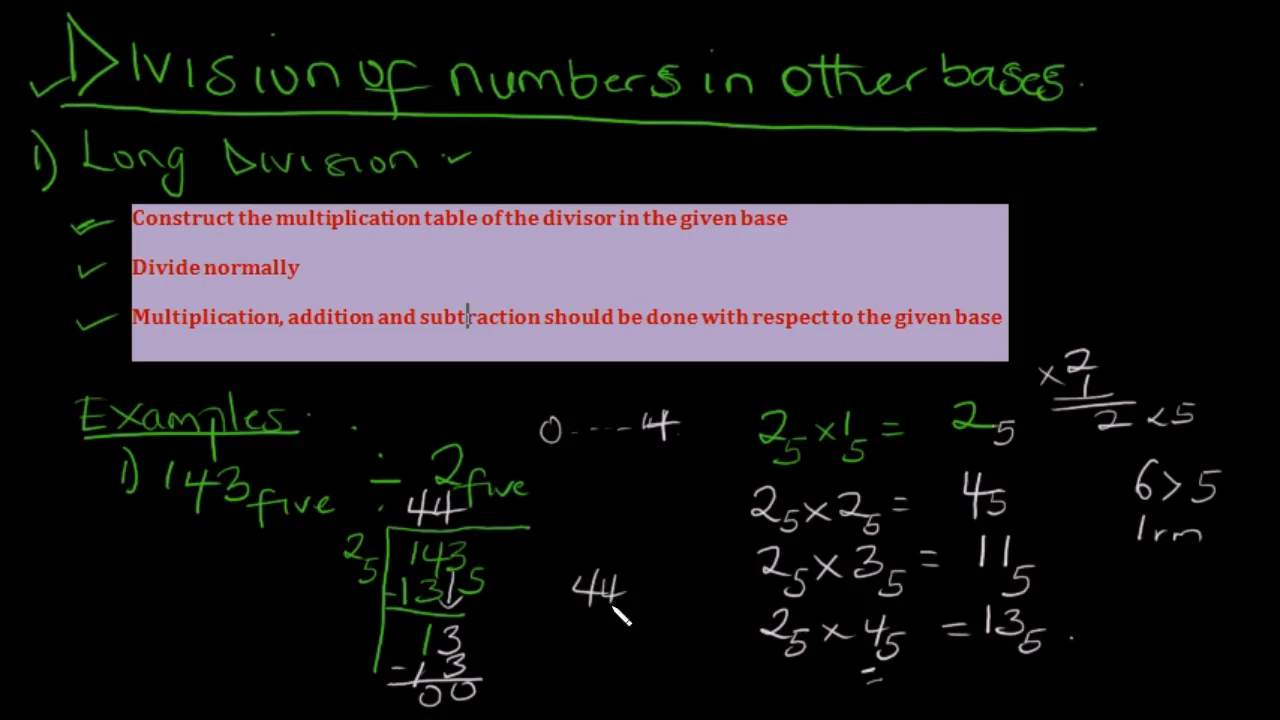 Division of numbers in other bases.
1) Long Division
Construct the multiplication table of the divisor in the given base
Divide normally
Multiplication, addition and subtraction should be done with respect to the given base
Examples.
1) 143five ÷ 2five
44
2₅ 143₅
-13
13
-13
00
0----4
44
2₅ × 1₅ = 2₅
2₅ × 2₅ = 4₅
2₅ × 3₅ = 11₅
2₅ × 4₅ = 13₅.
× 2
1
2 < 5
6 > 5
1 rm